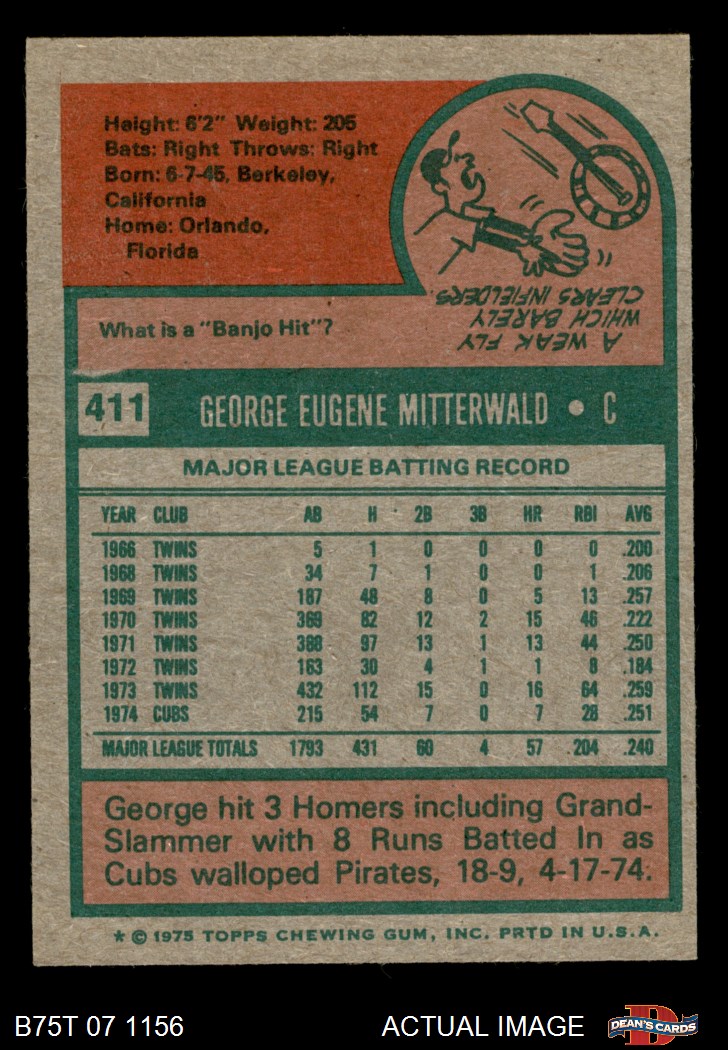 Height: 6'2" Weight: 205
Bats: Right Throws: Right
Born: 6-7-45, Berkeley,
California
Home: Orlando,
Florida
What is a "Banjo Hit"?
A WEAK FLY
WHICH BARELY
CLEARS INFIELDERS.
411 GEORGE EUGENE MITTERWALD • C
MAJOR LEAGUE BATTING RECORD
YEAR CLUB AB H 2B 3B HR RBI AVG
1966 TWINS 5 1 0 0 0 0 .200
1968 TWINS 34 7 1 0 0 1 .206
1969 TWINS 187 48 8 0 5 13 .257
1970 TWINS 369 82 12 2 15 46 .222
1971 TWINS 388 97 13 1 13 44 .250
1972 TWINS 163 30 4 1 1 8 .184
1973 TWINS 432 112 15 0 16 64 .259
1974 CUBS 215 54 7 0 7 28 .251
MAJOR LEAGUE TOTALS 1793 431 60 4 57 204 .240
George hit 3 Homers including Grand-
Slammer with 8 Runs Batted In as
Cubs walloped Pirates, 18-9, 4-17-74.
* © 1975 TOPPS CHEWING GUM, INC. PRTD IN U.S.A.
B75T 07 1156 ACTUAL IMAGE D DEAN'S CARDS